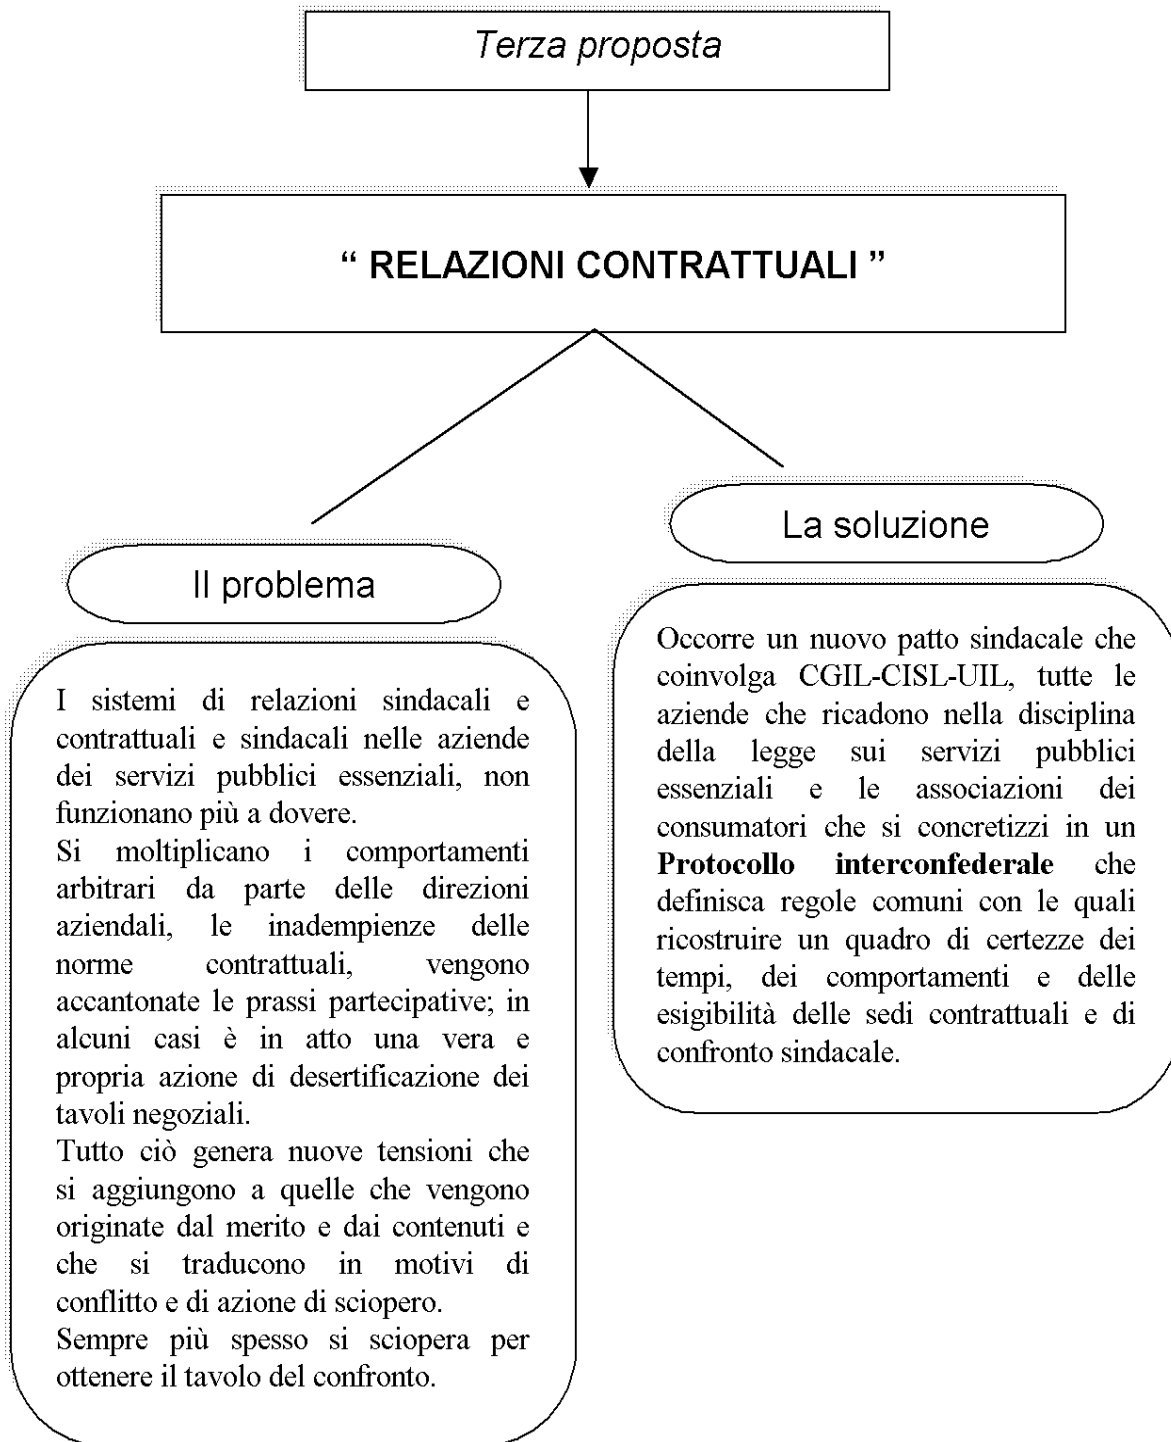 Terza proposta
“ RELAZIONI CONTRATTUALI ”
Il problema
I sistemi di relazioni sindacali e
contrattuali e sindacali nelle aziende
dei servizi pubblici essenziali, non
funzionano più a dovere.
Si moltiplicano i comportamenti
arbitrari da parte delle direzioni
aziendali, le inadempienze delle
norme contrattuali, vengono
accantonate le prassi partecipative; in
alcuni casi è in atto una vera e
propria azione di desertificazione dei
tavoli negoziali.
Tutto ciò genera nuove tensioni che
si aggiungono a quelle che vengono
originate dal merito e dai contenuti e
che si traducono in motivi di
conflitto e di azione di sciopero.
Sempre più spesso si sciopera per
ottenere il tavolo del confronto.
La soluzione
Occorre un nuovo patto sindacale che
coinvolga CGIL-CISL-UIL, tutte le
aziende che ricadono nella disciplina
della legge sui servizi pubblici
essenziali e le associazioni dei
consumatori che si concretizzi in un
Protocollo interconfederale che
definisca regole comuni con le quali
ricostruire un quadro di certezze dei
tempi, dei comportamenti e delle
esigibilità delle sedi contrattuali e di
confronto sindacale.